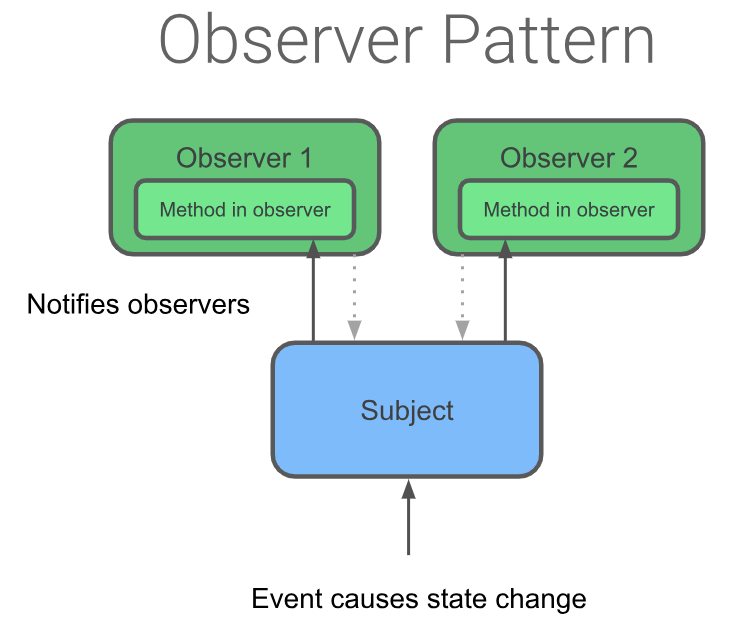 Observer Pattern
Observer 1
Method in observer
Observer 2
Method in observer
Notifies observers
Subject
Event causes state change